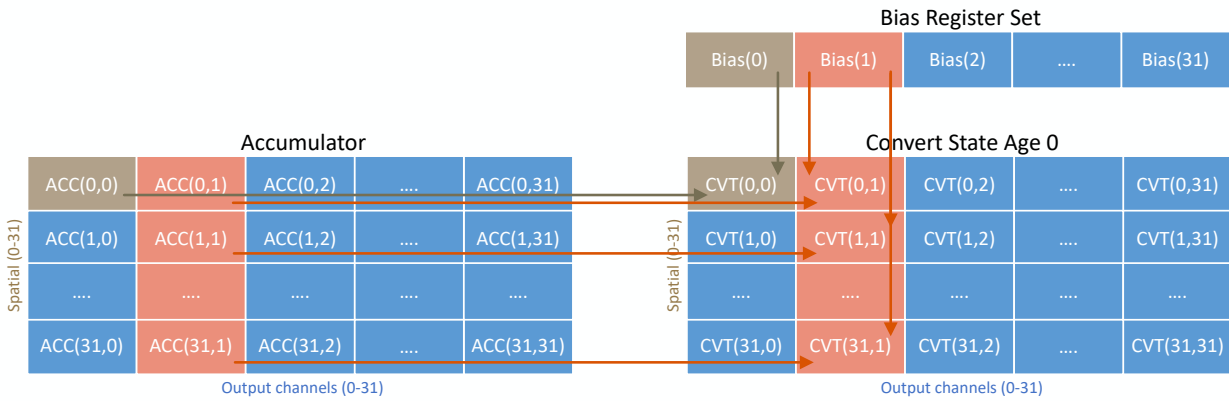 Bias Register Set
Bias(0) Bias(1) Bias(2) .... Bias(31)
Accumulator
ACC(0,0) ACC(0,1) ACC(0,2) .... ACC(0,31)
ACC(1,0) ACC(1,1) ACC(1,2) .... ACC(1,31)
.... .... .... .... ....
ACC(31,0) ACC(31,1) ACC(31,2) .... ACC(31,31)
Spatial (0-31)
Output channels (0-31)
Convert State Age 0
CVT(0,0) CVT(0,1) CVT(0,2) .... CVT(0,31)
CVT(1,0) CVT(1,1) CVT(1,2) .... CVT(1,31)
.... .... .... .... ....
CVT(31,0) CVT(31,1) CVT(31,2) .... CVT(31,31)
Spatial (0-31)
Output channels (0-31)